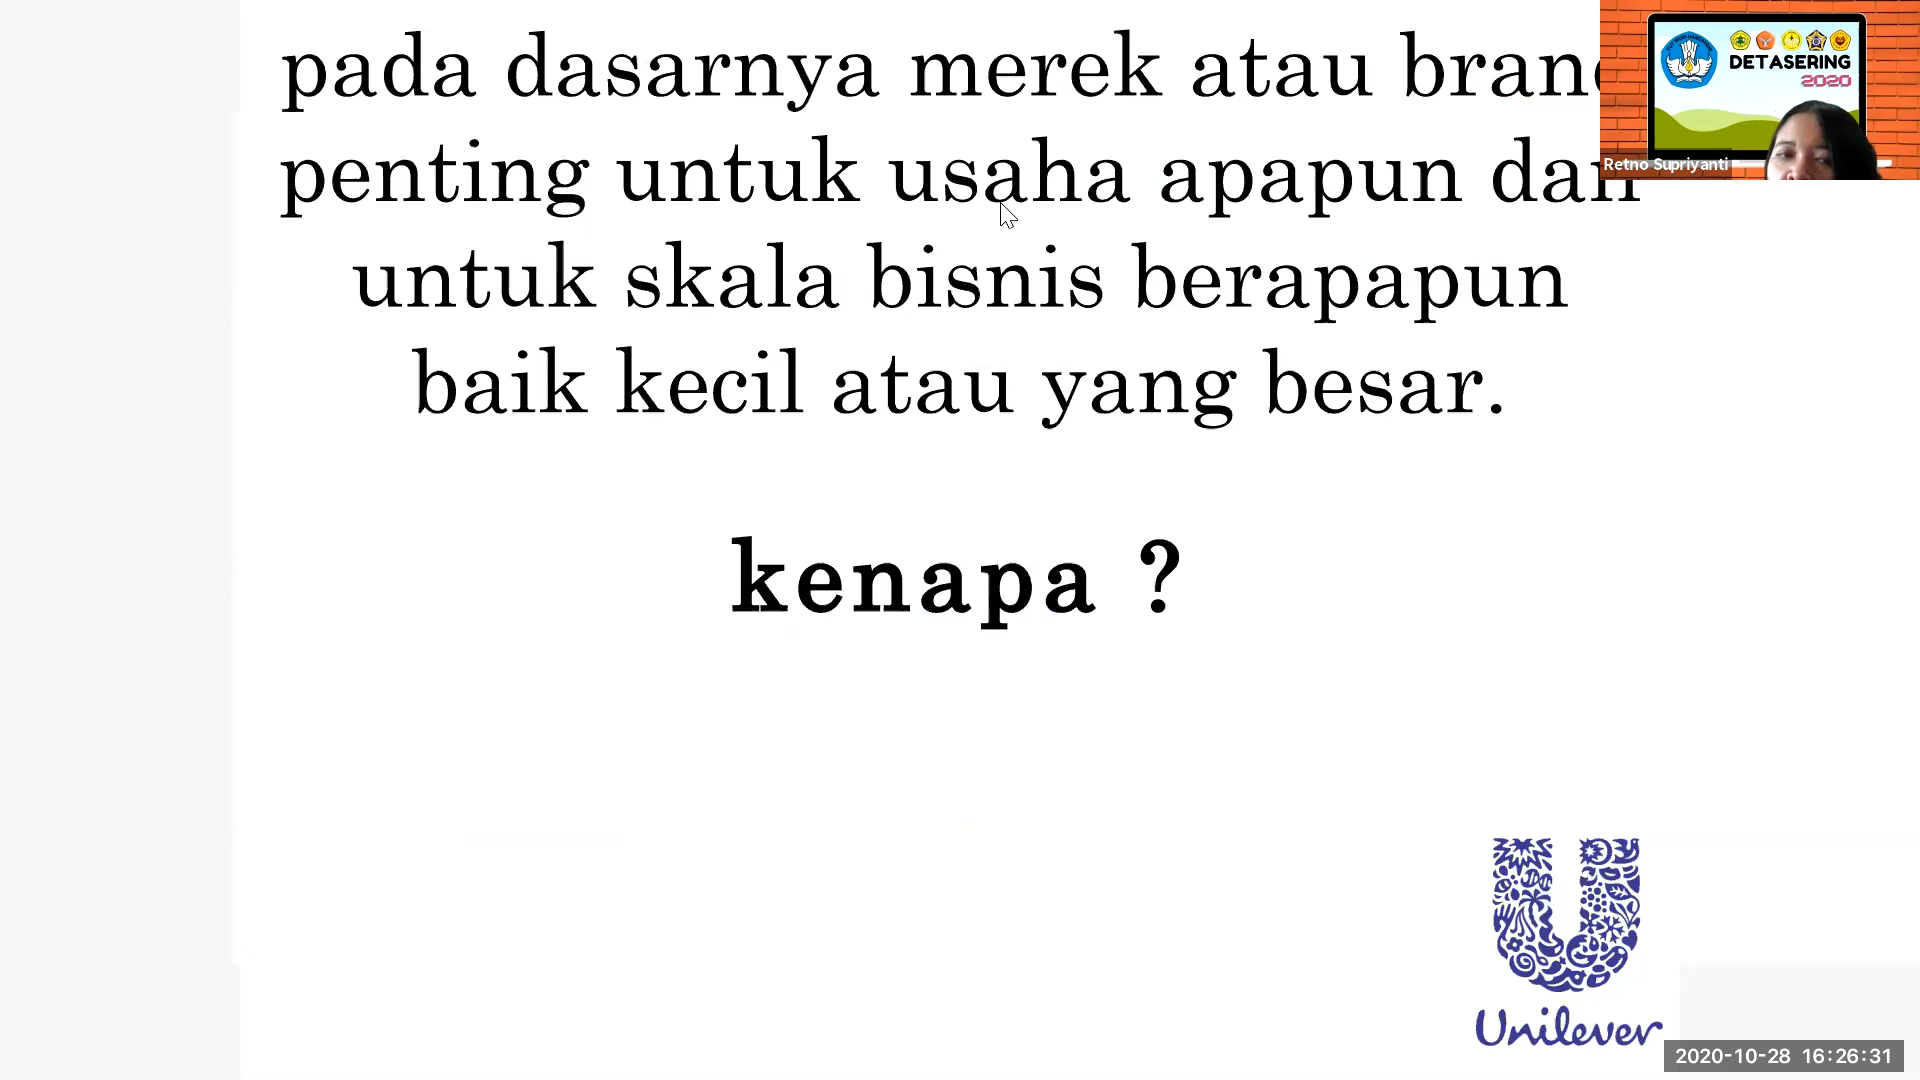 pada dasarnya merek atau bran
penting untuk usaha apapun dan
untuk skala bisnis berapapun
baik kecil atau yang besar.
kenapa ?
DETASERING
2020
Retno Supriyanti
Unilever
2020-10-28 16:26:31